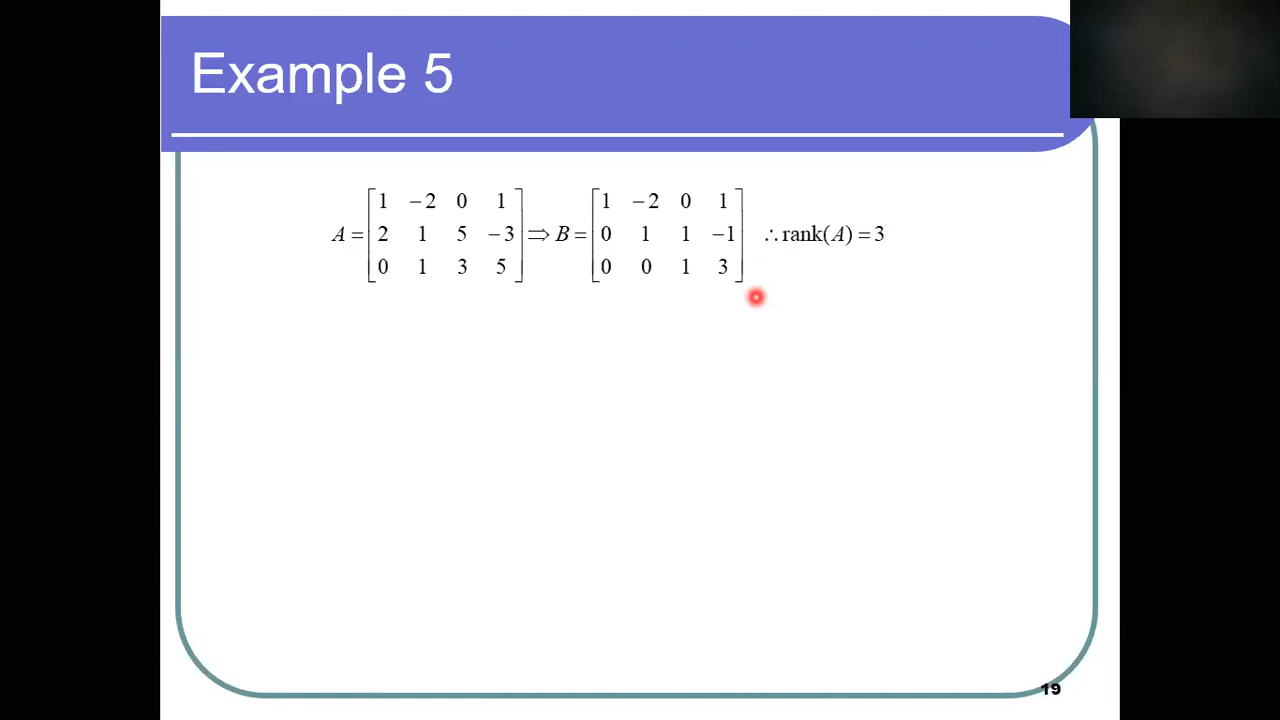 Example 5
A = [1 −2 0 1; 2 1 5 −3; 0 1 3 5] ⇒ B = [1 −2 0 1; 0 1 1 −1; 0 0 1 3] ∴ rank(A) = 3
19